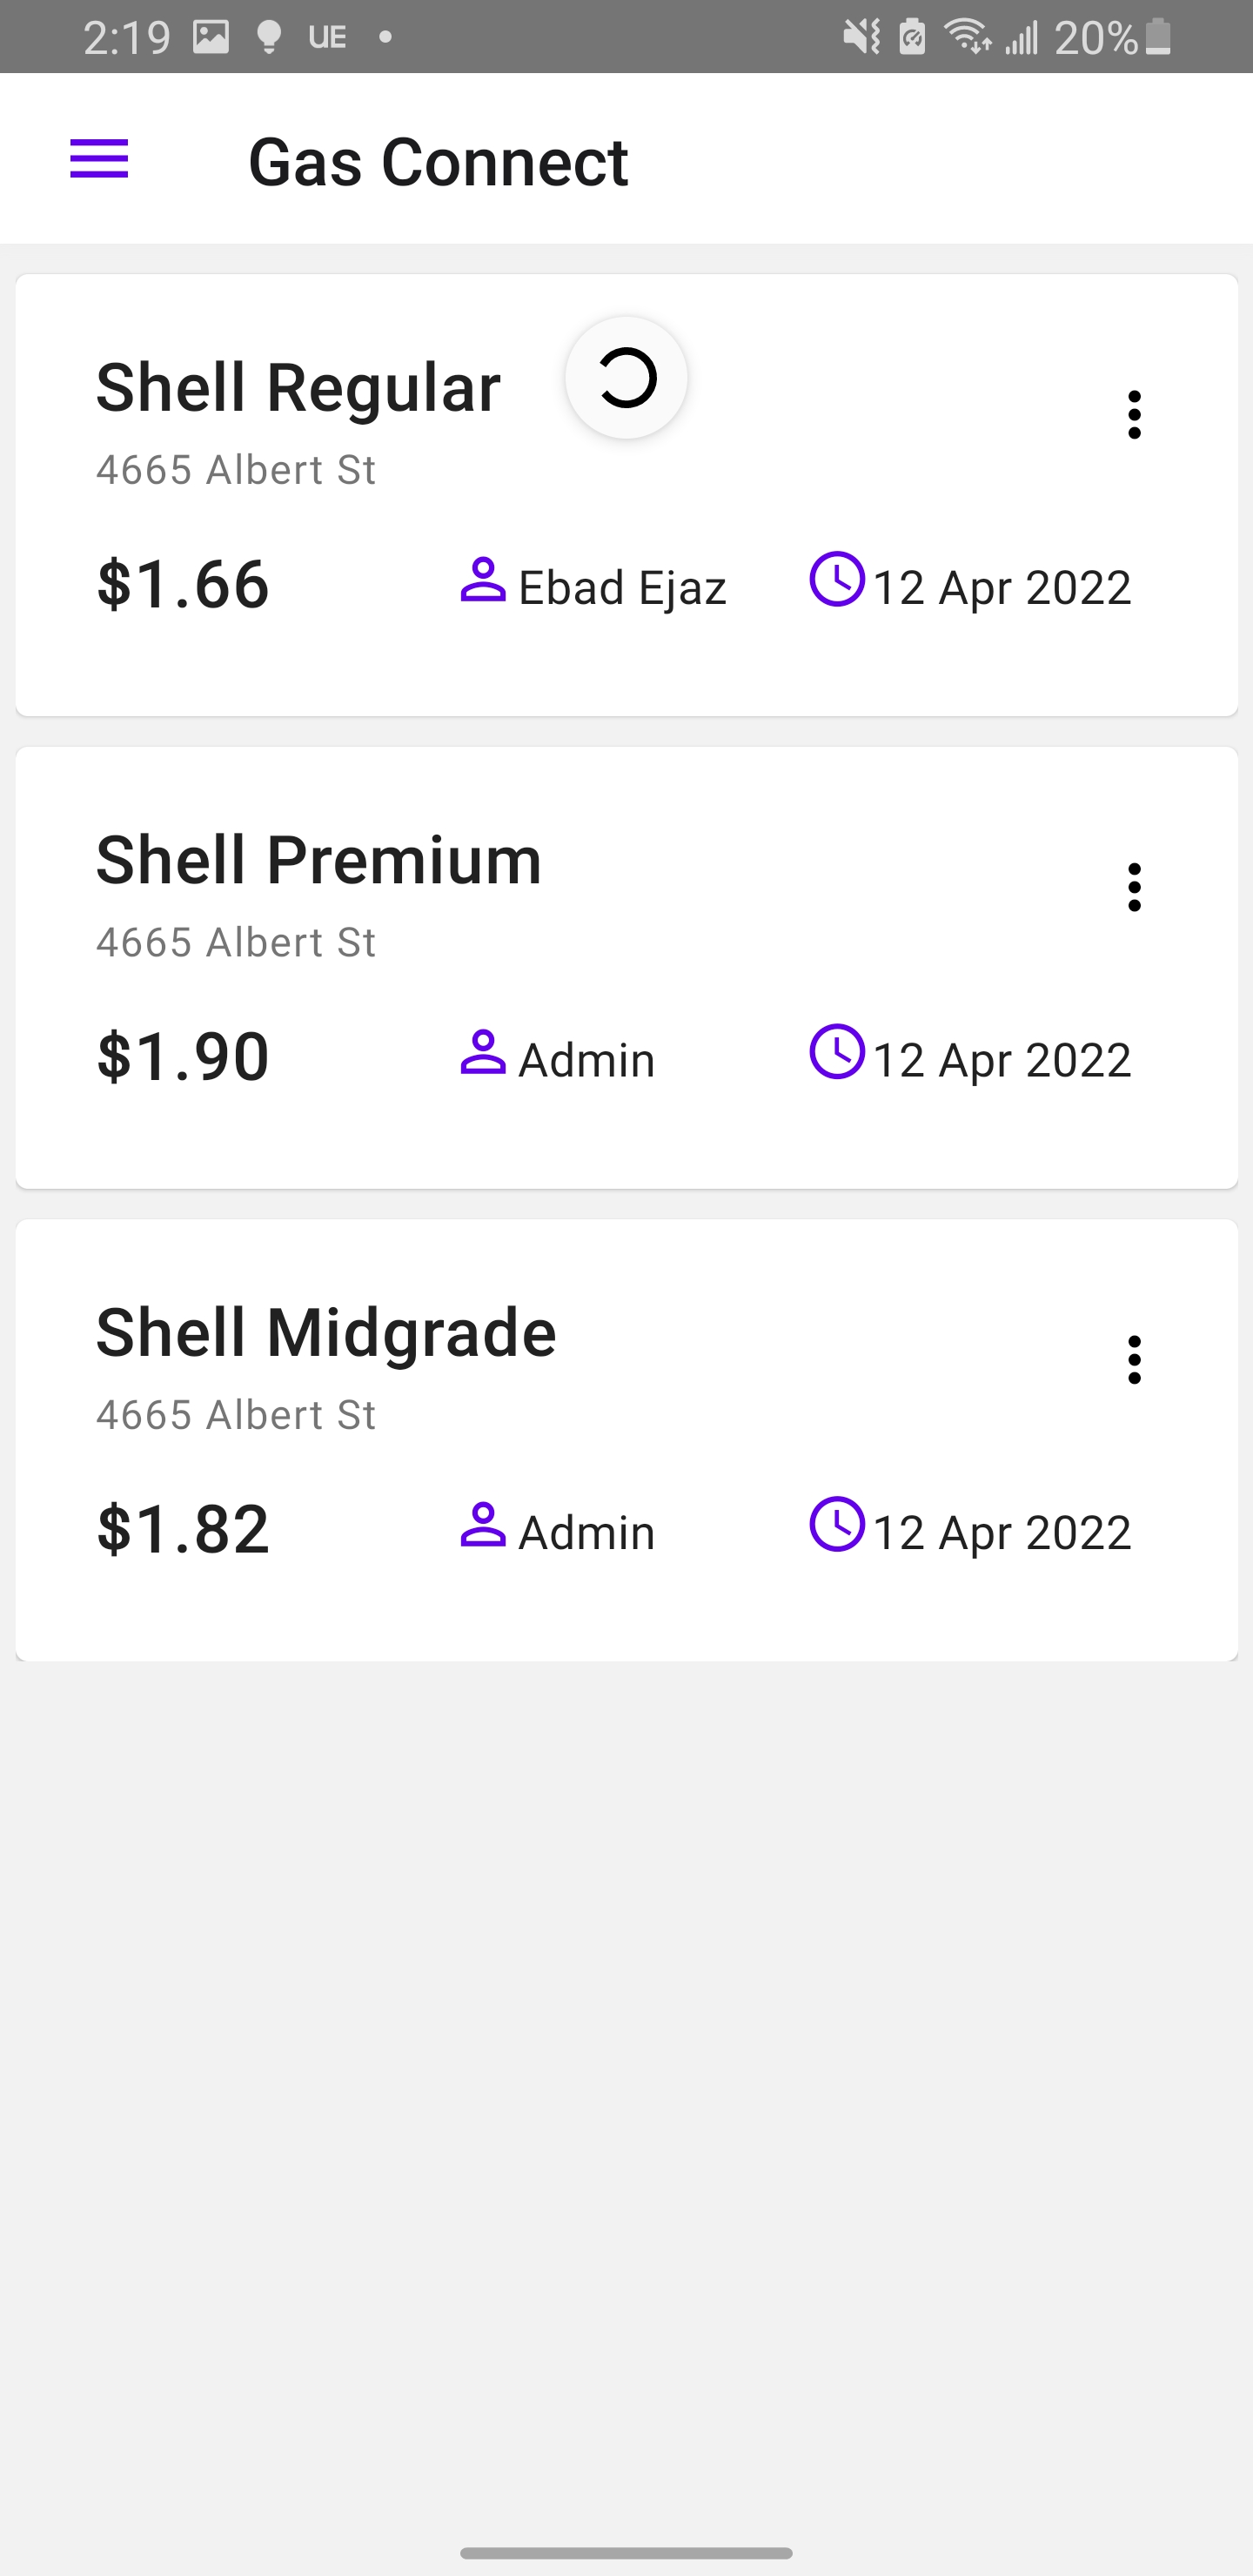 2:19 UE 20%
Gas Connect
Shell Regular
4665 Albert St
$1.66 Ebad Ejaz 12 Apr 2022
Shell Premium
4665 Albert St
$1.90 Admin 12 Apr 2022
Shell Midgrade
4665 Albert St
$1.82 Admin 12 Apr 2022